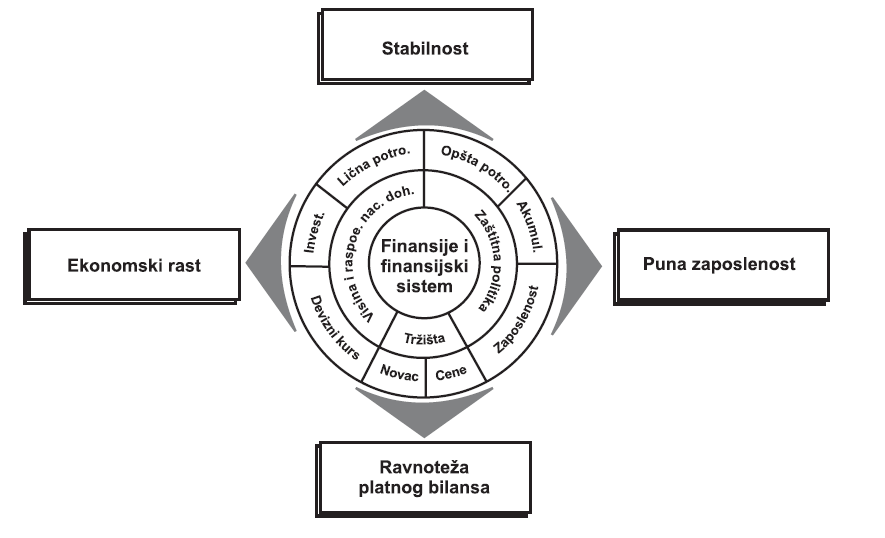 Stabilnost
Lična potro.
Opšta potro.
Invest.
Visina i raspoe. nac. doh.
Zaštitna politika
Akumul.
Ekonomski rast
Finansije i
finansijski
sistem
Puna zaposlenost
Devizni kurs
Tržišta
Zaposlenost
Novac
Cene
Ravnoteža
platnog bilansa